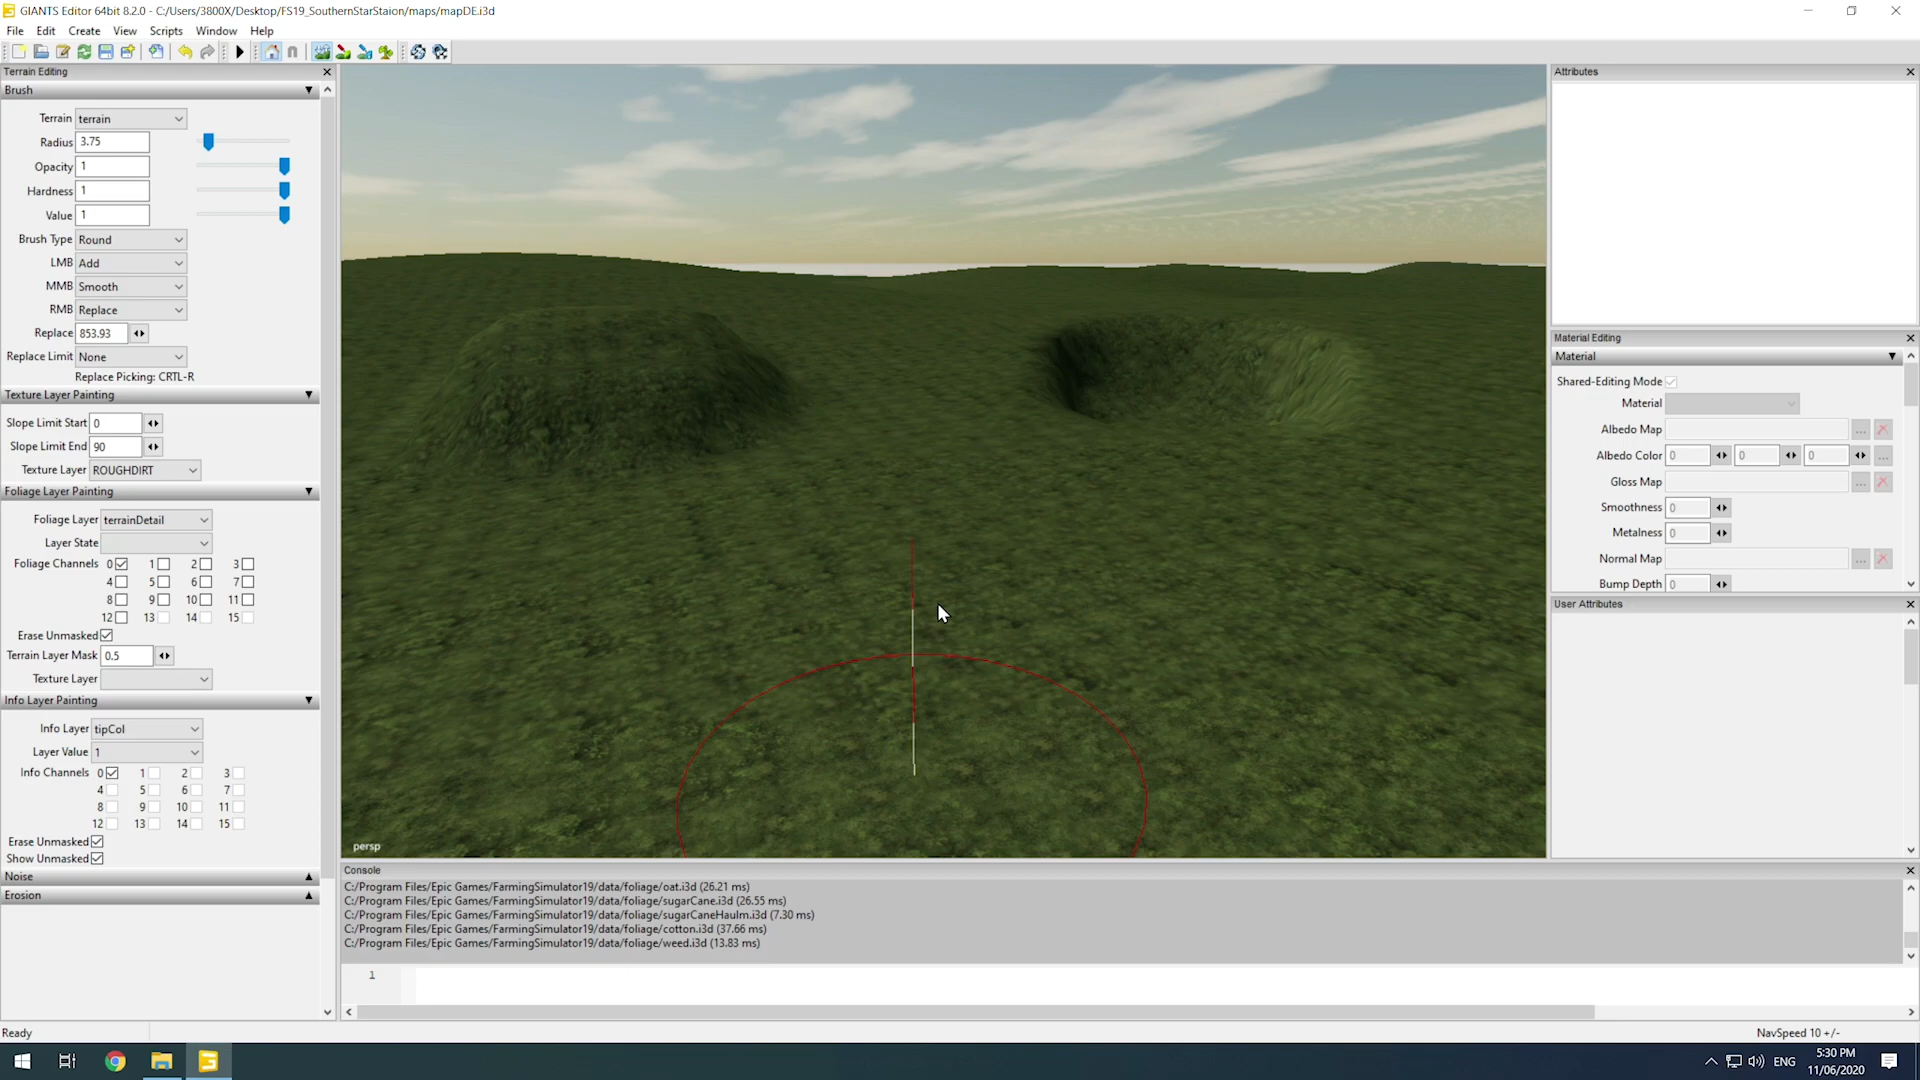 GIANTS Editor 64bit 8.2.0 - C:/Users/3800X/Desktop/FS19_SouthernStarStaion/maps/mapDE.i3d
File Edit Create View Scripts Window Help
Terrain Editing
Brush
Terrain terrain
Radius 3.75
Opacity 1
Hardness 1
Value 1
Brush Type Round
LMB Add
MMB Smooth
RMB Replace
Replace 853.93
Replace Limit None
Replace Picking: CRTL-R
Texture Layer Painting
Slope Limit Start 0
Slope Limit End 90
Texture Layer ROUGHDIRT
Foliage Layer Painting
Foliage Layer terrainDetail
Layer State
Foliage Channels 0 1 2 3
4 5 6 7
8 9 10 11
12 13 14 15
Erase Unmasked
Terrain Layer Mask 0.5
Texture Layer
Info Layer Painting
Info Layer tipCol
Layer Value 1
Info Channels 0 1 2 3
4 5 6 7
8 9 10 11
12 13 14 15
Erase Unmasked
Show Unmasked
Noise
Erosion
persp
Console
C:/Program Files/Epic Games/FarmingSimulator19/data/foliage/oat.i3d (26.21 ms)
C:/Program Files/Epic Games/FarmingSimulator19/data/foliage/sugarCane.i3d (26.55 ms)
C:/Program Files/Epic Games/FarmingSimulator19/data/foliage/sugarCaneHaulm.i3d (7.30 ms)
C:/Program Files/Epic Games/FarmingSimulator19/data/foliage/cotton.i3d (37.66 ms)
C:/Program Files/Epic Games/FarmingSimulator19/data/foliage/weed.i3d (13.83 ms)
1
Attributes
Material Editing
Material
Shared-Editing Mode
Material
Albedo Map ...
Albedo Color 0 0 0 ...
Gloss Map ...
Smoothness 0
Metalness 0
Normal Map ...
Bump Depth 0
User Attributes
Ready
NavSpeed 10 +/-
ENG
5:30 PM
11/06/2020